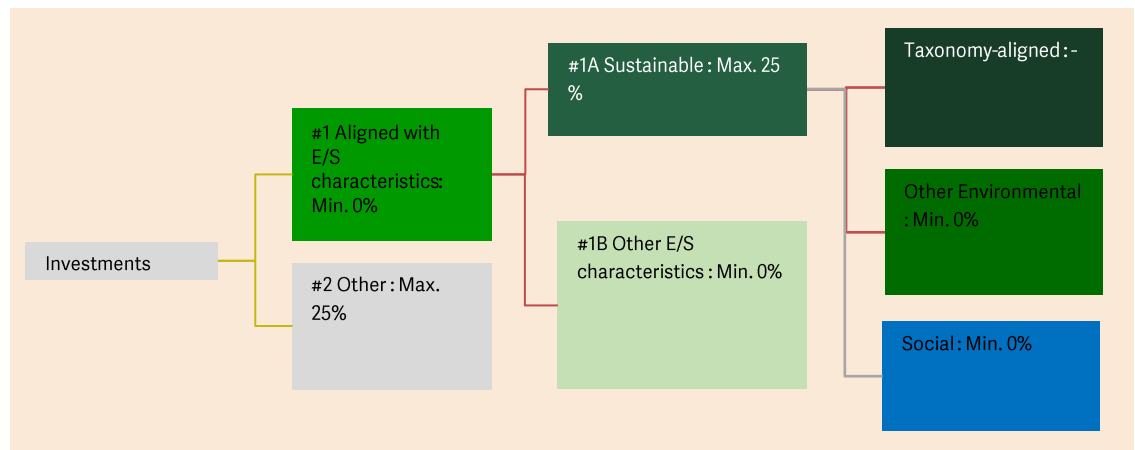 Investments
#1 Aligned with
E/S
characteristics:
Min. 0%
#2 Other : Max.
25%
#1A Sustainable : Max. 25
%
#1B Other E/S
characteristics : Min. 0%
Taxonomy-aligned : -
Other Environmental
: Min. 0%
Social : Min. 0%